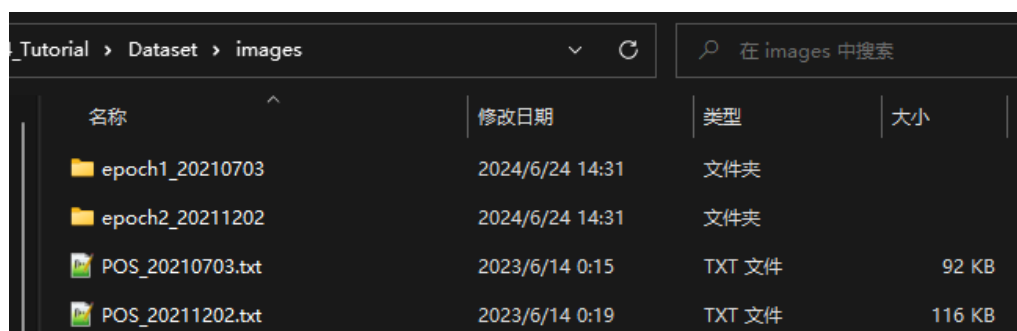 _Tutorial › Dataset › images 在 images 中搜索
名称 修改日期 类型 大小
epoch1_20210703 2024/6/24 14:31 文件夹
epoch2_20211202 2024/6/24 14:31 文件夹
POS_20210703.txt 2023/6/14 0:15 TXT 文件 92 KB
POS_20211202.txt 2023/6/14 0:19 TXT 文件 116 KB